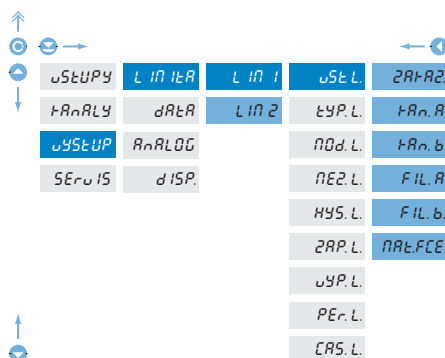 vStUPY LIMItA LIM 1 vSt.L. ZAKAZ.
KAnALY dAtA LIM 2 tYP.L. KAn.A
vYStUP AnALOG MOd.L. KAn.b
SErvIS dISP. MEZ.L. FIL.A
HYS.L. FIL.b.
ZAP.L. MAt.FCE
vYP.L.
PEr.L.
CAS.L.